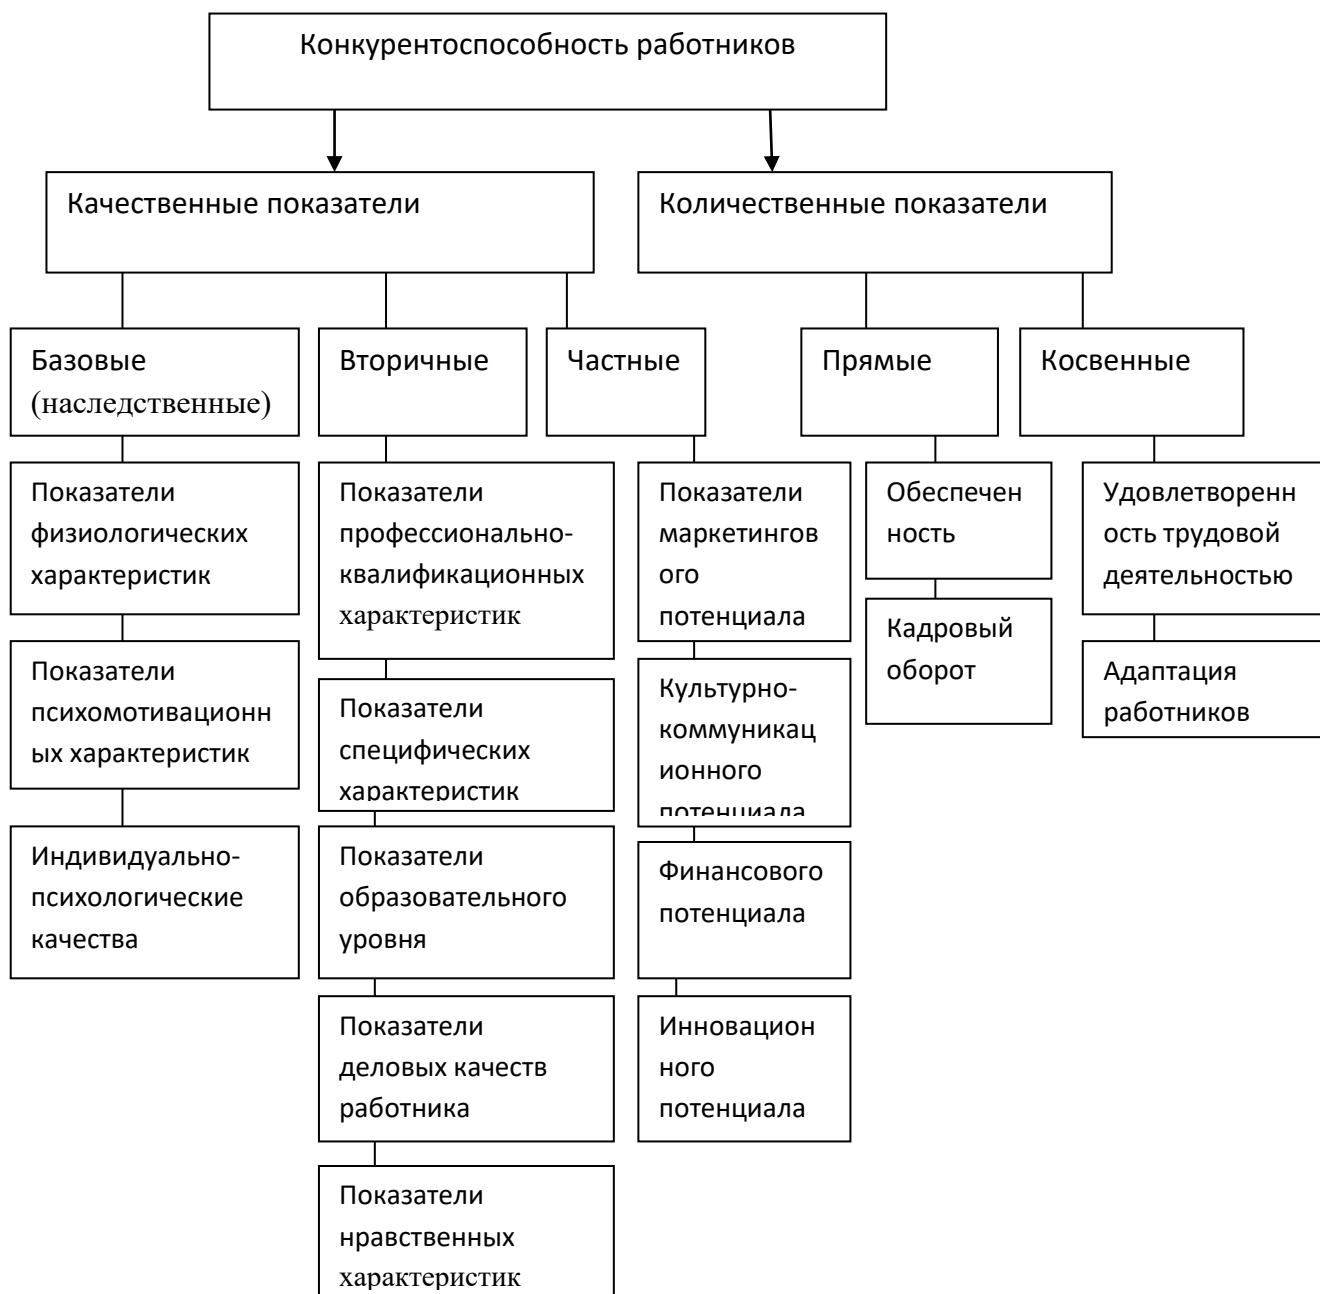 Конкурентоспособность работников
Качественные показатели
Количественные показатели
Базовые
(наследственные)
Вторичные
Частные
Прямые
Косвенные
Показатели
физиологических
характеристик
Показатели
профессионально-
квалификационных
характеристик
Показатели
маркетингов
ого
потенциала
Обеспечен
ность
Удовлетворенн
ость трудовой
деятельностью
Показатели
психомотивационн
ых характеристик
Показатели
специфических
характеристик
Культурно-
коммуникац
ионного
потенциала
Кадровый
оборот
Адаптация
работников
Индивидуально-
психологические
качества
Показатели
образовательного
уровня
Финансового
потенциала
Показатели
деловых качеств
работника
Инновацион
ного
потенциала
Показатели
нравственных
характеристик